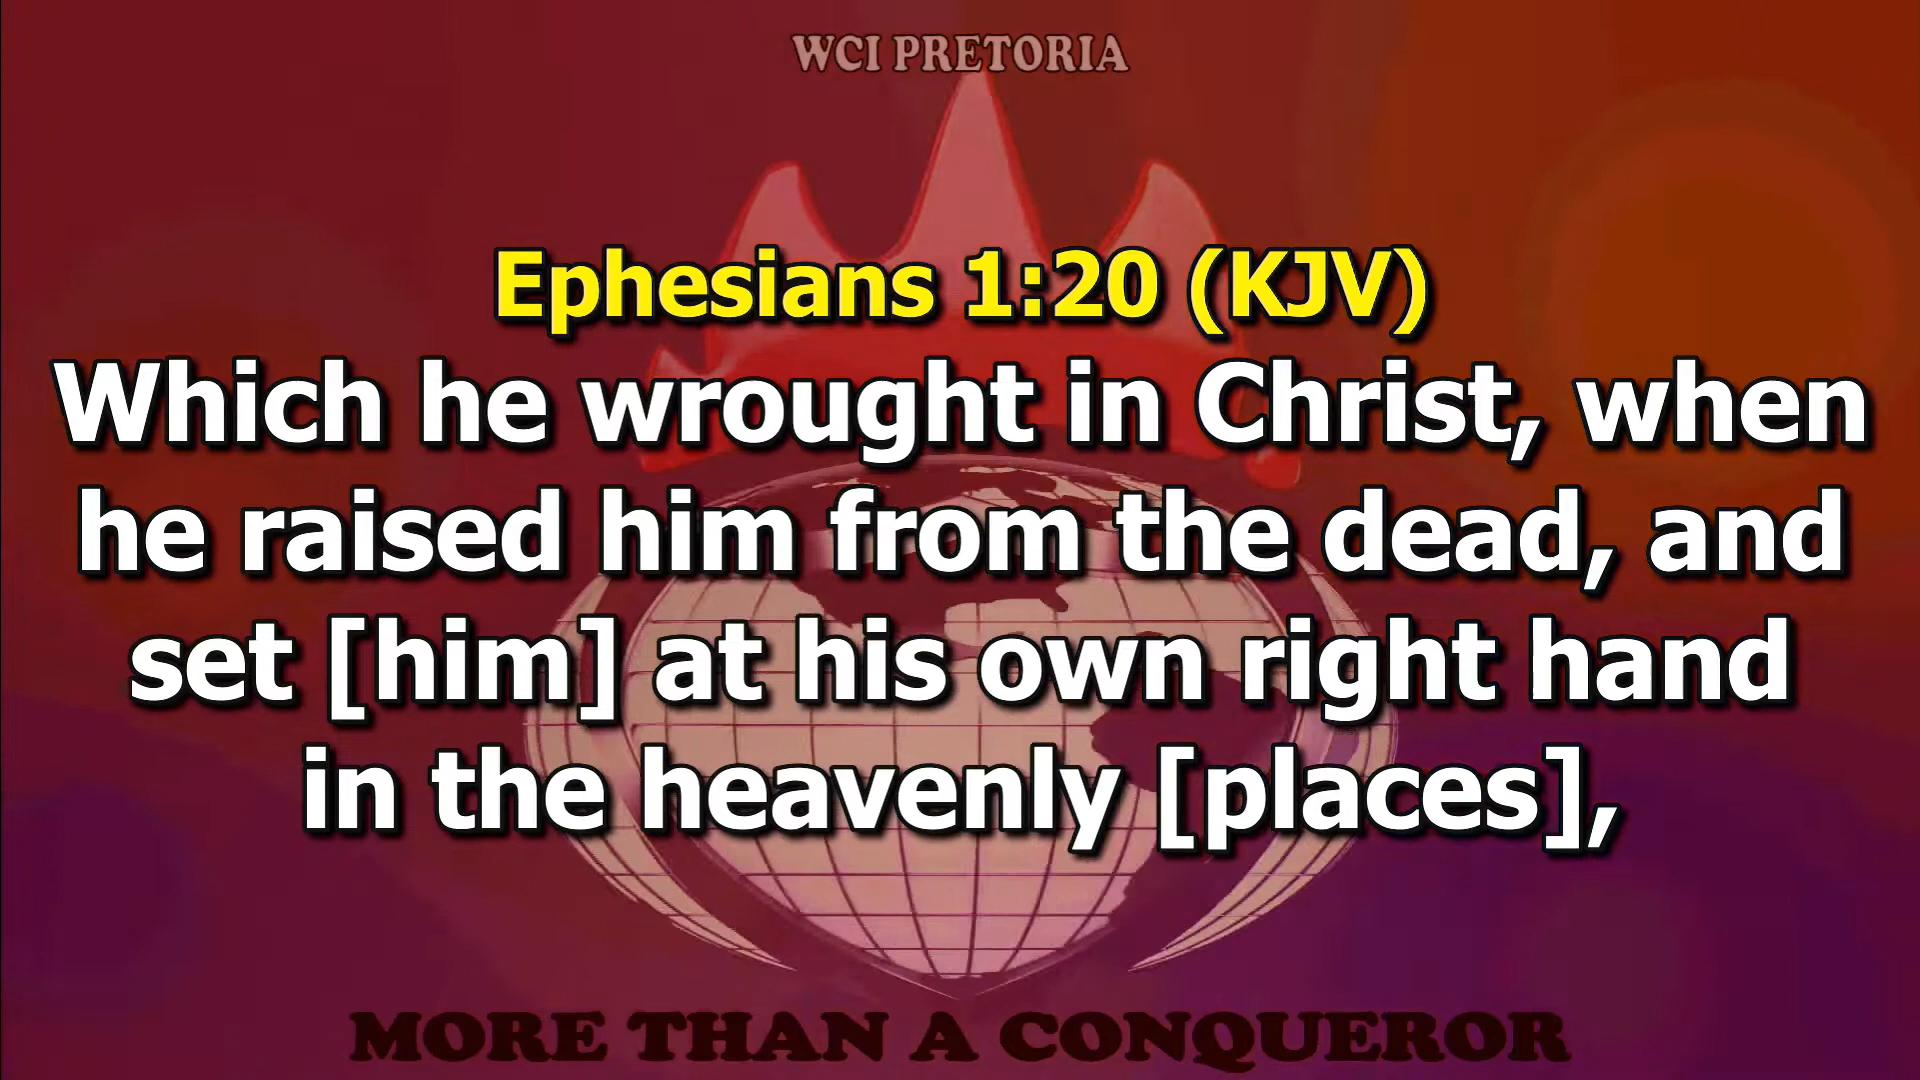 WCI PRETORIA
Ephesians 1:20 (KJV)
Which he wrought in Christ, when
he raised him from the dead, and
set [him] at his own right hand
in the heavenly [places],
MORE THAN A CONQUEROR